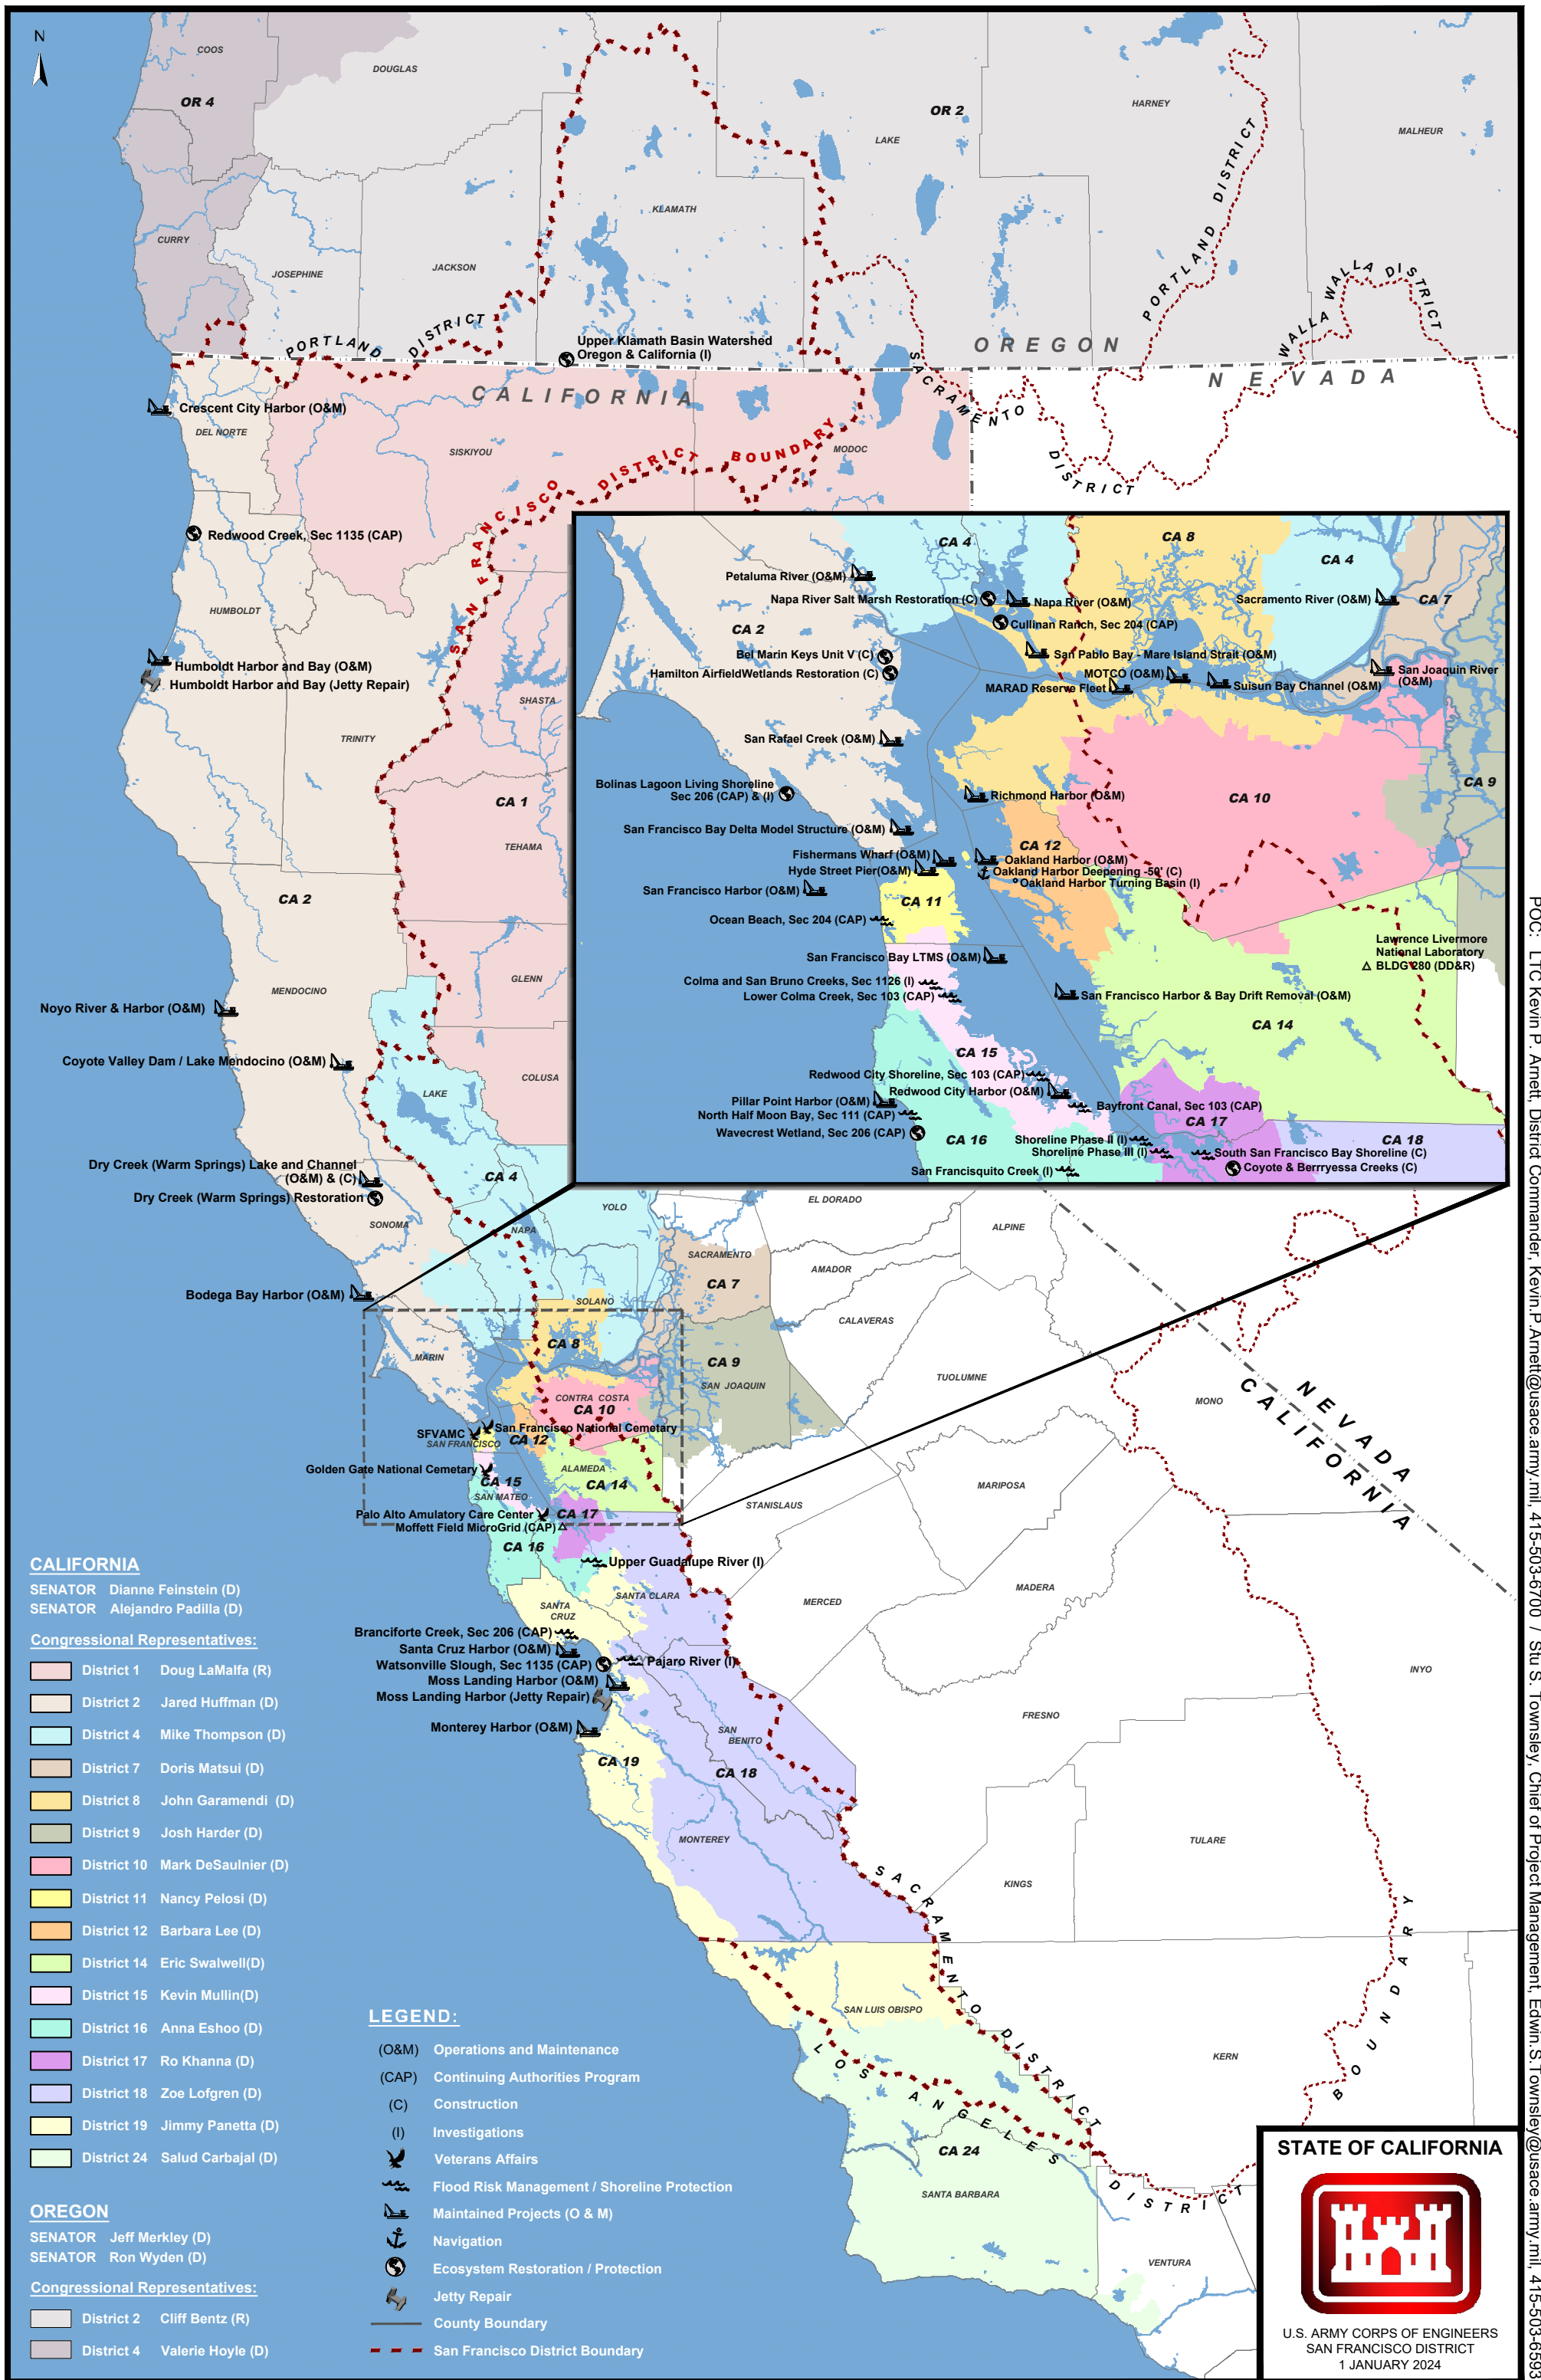 N
COOS
DOUGLAS
OR 4
OR 2
HARNEY
LAKE
MALHEUR
KLAMATH
CURRY
JOSEPHINE
JACKSON
PORTLAND DISTRICT
PORTLAND DISTRICT
WALLA WALLA DISTRICT
Upper Klamath Basin Watershed
Oregon & California (I)
OREGON
NEVADA
CALIFORNIA
SACRAMENTO DISTRICT
Crescent City Harbor (O&M)
DEL NORTE
SISKIYOU
MODOC
SAN FRANCISCO DISTRICT BOUNDARY
Redwood Creek, Sec 1135 (CAP)
HUMBOLDT
Humboldt Harbor and Bay (O&M)
Humboldt Harbor and Bay (Jetty Repair)
SHASTA
TRINITY
CA 1
TEHAMA
CA 2
GLENN
MENDOCINO
Noyo River & Harbor (O&M)
Coyote Valley Dam / Lake Mendocino (O&M)
COLUSA
LAKE
Dry Creek (Warm Springs) Lake and Channel
(O&M) & (C)
Dry Creek (Warm Springs) Restoration
CA 4
SONOMA
NAPA
YOLO
Bodega Bay Harbor (O&M)
CA 4
CA 8
CA 4
Petaluma River (O&M)
Napa River Salt Marsh Restoration (C)
Napa River (O&M)
Sacramento River (O&M)
CA 7
Cullinan Ranch, Sec 204 (CAP)
CA 2
Bel Marin Keys Unit V (C)
San Pablo Bay - Mare Island Strait (O&M)
Hamilton AirfieldWetlands Restoration (C)
MOTCO (O&M)
San Joaquin River
(O&M)
MARAD Reserve Fleet
Suisun Bay Channel (O&M)
San Rafael Creek (O&M)
CA 9
Bolinas Lagoon Living Shoreline
Sec 206 (CAP) & (I)
Richmond Harbor (O&M)
CA 10
San Francisco Bay Delta Model Structure (O&M)
CA 12
Fishermans Wharf (O&M)
Oakland Harbor (O&M)
Hyde Street Pier(O&M)
Oakland Harbor Deepening -50' (C)
Oakland Harbor Turning Basin (I)
San Francisco Harbor (O&M)
CA 11
Ocean Beach, Sec 204 (CAP)
Lawrence Livermore
National Laboratory
BLDG 280 (DD&R)
San Francisco Bay LTMS (O&M)
Colma and San Bruno Creeks, Sec 1126 (I)
Lower Colma Creek, Sec 103 (CAP)
San Francisco Harbor & Bay Drift Removal (O&M)
CA 14
CA 15
Redwood City Shoreline, Sec 103 (CAP)
Redwood City Harbor (O&M)
Pillar Point Harbor (O&M)
Bayfront Canal, Sec 103 (CAP)
North Half Moon Bay, Sec 111 (CAP)
CA 17
Wavecrest Wetland, Sec 206 (CAP)
CA 16
Shoreline Phase II (I)
CA 18
Shoreline Phase III (I)
South San Francisco Bay Shoreline (C)
San Francisquito Creek (I)
Coyote & Berrryessa Creeks (C)
EL DORADO
ALPINE
SACRAMENTO
AMADOR
CA 7
SOLANO
CALAVERAS
CA 8
MARIN
CA 9
SAN JOAQUIN
TUOLUMNE
MONO
CONTRA COSTA
CA 10
San Francisco National Cemetary
SFVAMC
SAN FRANCISCO
CA 12
NEVADA
CALIFORNIA
Golden Gate National Cemetary
ALAMEDA
CA 15
CA 14
SAN MATEO
MARIPOSA
STANISLAUS
Palo Alto Amulatory Care Center
CA 17
Moffett Field MicroGrid (CAP)
CA 16
Upper Guadalupe River (I)
SANTA CLARA
MADERA
MERCED
SANTA
CRUZ
Branciforte Creek, Sec 206 (CAP)
Santa Cruz Harbor (O&M)
Watsonville Slough, Sec 1135 (CAP)
Pajaro River (I)
Moss Landing Harbor (O&M)
Moss Landing Harbor (Jetty Repair)
INYO
FRESNO
Monterey Harbor (O&M)
SAN
BENITO
CA 19
CA 18
MONTEREY
TULARE
KINGS
SACRAMENTO DISTRICT
SAN LUIS OBISPO
KERN
LOS ANGELES DISTRICT
BOUNDARY
CA 24
SANTA BARBARA
VENTURA
CALIFORNIA
SENATOR Dianne Feinstein (D)
SENATOR Alejandro Padilla (D)
Congressional Representatives:
District 1 Doug LaMalfa (R)
District 2 Jared Huffman (D)
District 4 Mike Thompson (D)
District 7 Doris Matsui (D)
District 8 John Garamendi (D)
District 9 Josh Harder (D)
District 10 Mark DeSaulnier (D)
District 11 Nancy Pelosi (D)
District 12 Barbara Lee (D)
District 14 Eric Swalwell(D)
District 15 Kevin Mullin(D)
District 16 Anna Eshoo (D)
District 17 Ro Khanna (D)
District 18 Zoe Lofgren (D)
District 19 Jimmy Panetta (D)
District 24 Salud Carbajal (D)
OREGON
SENATOR Jeff Merkley (D)
SENATOR Ron Wyden (D)
Congressional Representatives:
District 2 Cliff Bentz (R)
District 4 Valerie Hoyle (D)
LEGEND:
(O&M) Operations and Maintenance
(CAP) Continuing Authorities Program
(C) Construction
(I) Investigations
Veterans Affairs
Flood Risk Management / Shoreline Protection
Maintained Projects (O & M)
Navigation
Ecosystem Restoration / Protection
Jetty Repair
County Boundary
San Francisco District Boundary
STATE OF CALIFORNIA
U.S. ARMY CORPS OF ENGINEERS
SAN FRANCISCO DISTRICT
1 JANUARY 2024
POC: LTC Kevin P. Arnett, District Commander, Kevin.P.Arnett@usace.army.mil, 415-503-6700 / Stu S. Townsley, Chief of Project Management, Edwin.S.Townsley@usace.army.mil, 415-503-6593